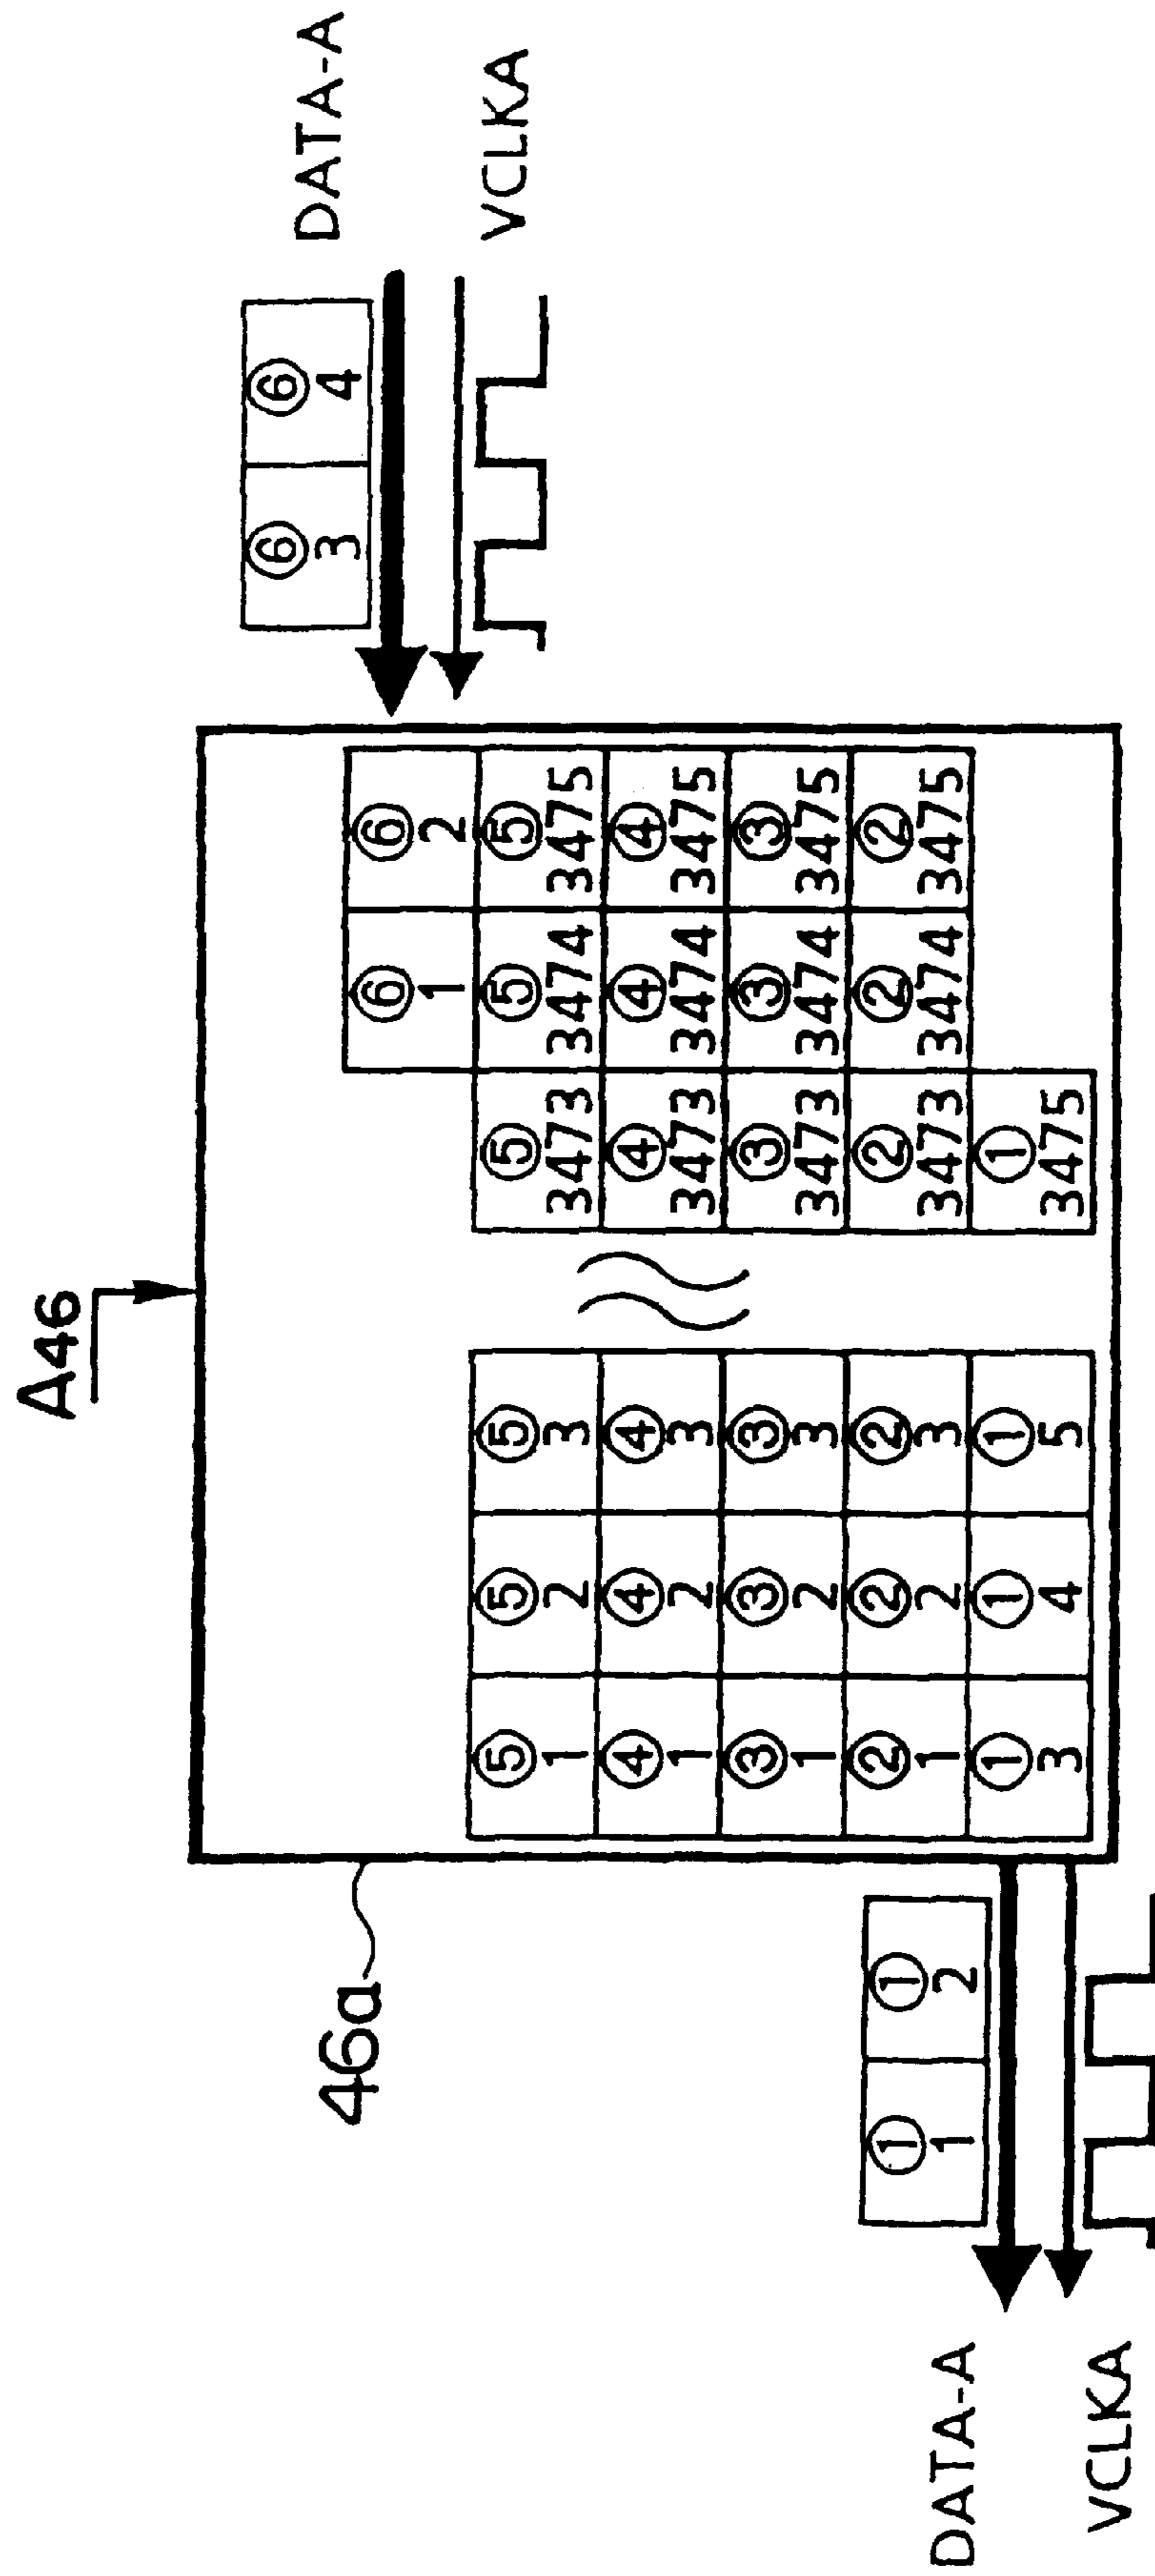 A46
⑥ ⑥
3 4
DATA-A
46a
VCLKA
⑥ ⑥
1 2
⑤ ⑤ ⑤ ⑤ ⑤ ⑤
1 2 3 3473 3474 3475
④ ④ ④ ④ ④ ④
1 2 3 3473 3474 3475
③ ③ ③ ③ ③ ③
1 2 3 3473 3474 3475
② ② ② ② ② ②
1 2 3 3473 3474 3475
① ① ① ①
3 4 5 3475
① ①
1 2
DATA-A
VCLKA